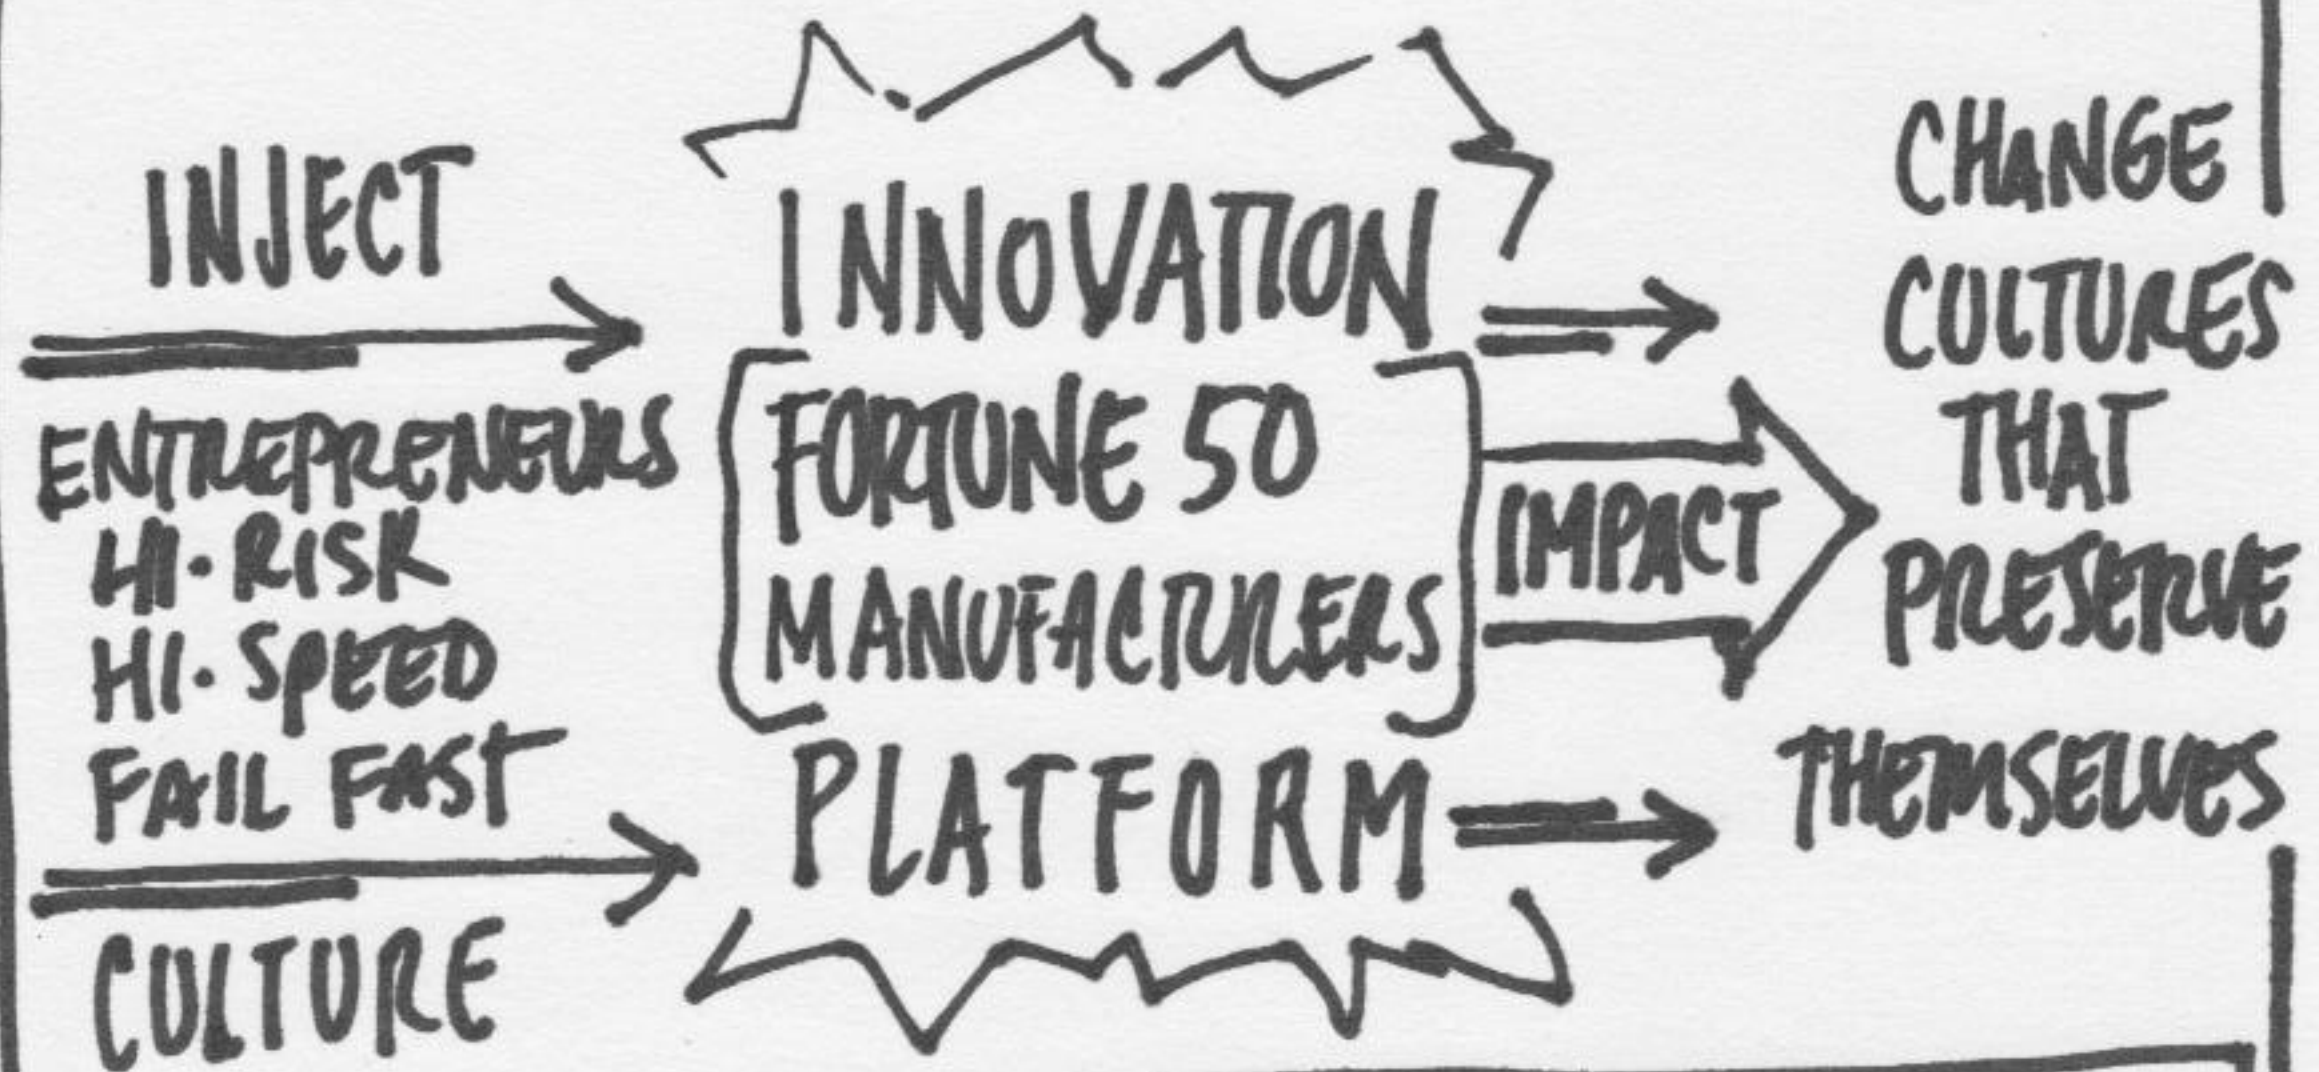 INJECT
ENTREPRENEURS
HI. RISK
HI. SPEED
FAIL FAST
CULTURE
INNOVATION
FORTUNE 50
MANUFACTURERS
PLATFORM
IMPACT
CHANGE
CULTURES
THAT
PRESERVE
THEMSELVES